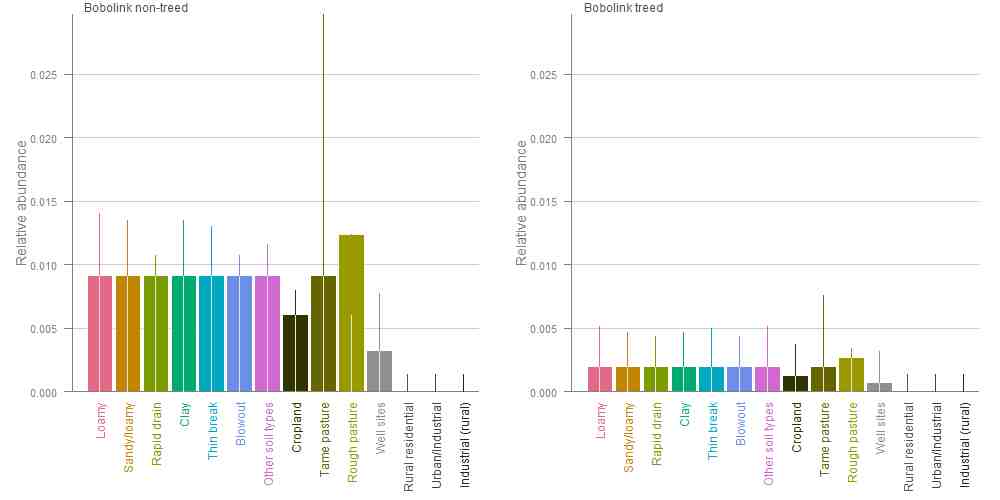 Bobolink non-treed
Relative abundance
0.025
0.020
0.015
0.010
0.005
0.000
Loamy
Sandy/loamy
Rapid drain
Clay
Thin break
Blowout
Other soil types
Cropland
Tame pasture
Rough pasture
Well sites
Rural residential
Urban/Industrial
Industrial (rural)
Bobolink treed
Relative abundance
0.025
0.020
0.015
0.010
0.005
0.000
Loamy
Sandy/loamy
Rapid drain
Clay
Thin break
Blowout
Other soil types
Cropland
Tame pasture
Rough pasture
Well sites
Rural residential
Urban/Industrial
Industrial (rural)